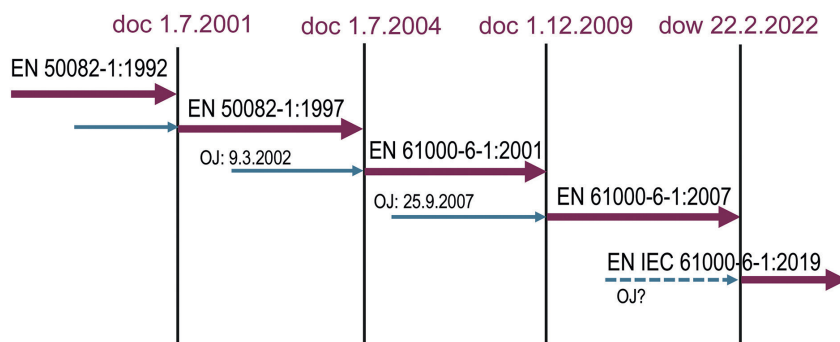 doc 1.7.2001 doc 1.7.2004 doc 1.12.2009 dow 22.2.2022
EN 50082-1:1992
EN 50082-1:1997
OJ: 9.3.2002
EN 61000-6-1:2001
OJ: 25.9.2007
EN 61000-6-1:2007
EN IEC 61000-6-1:2019
OJ?